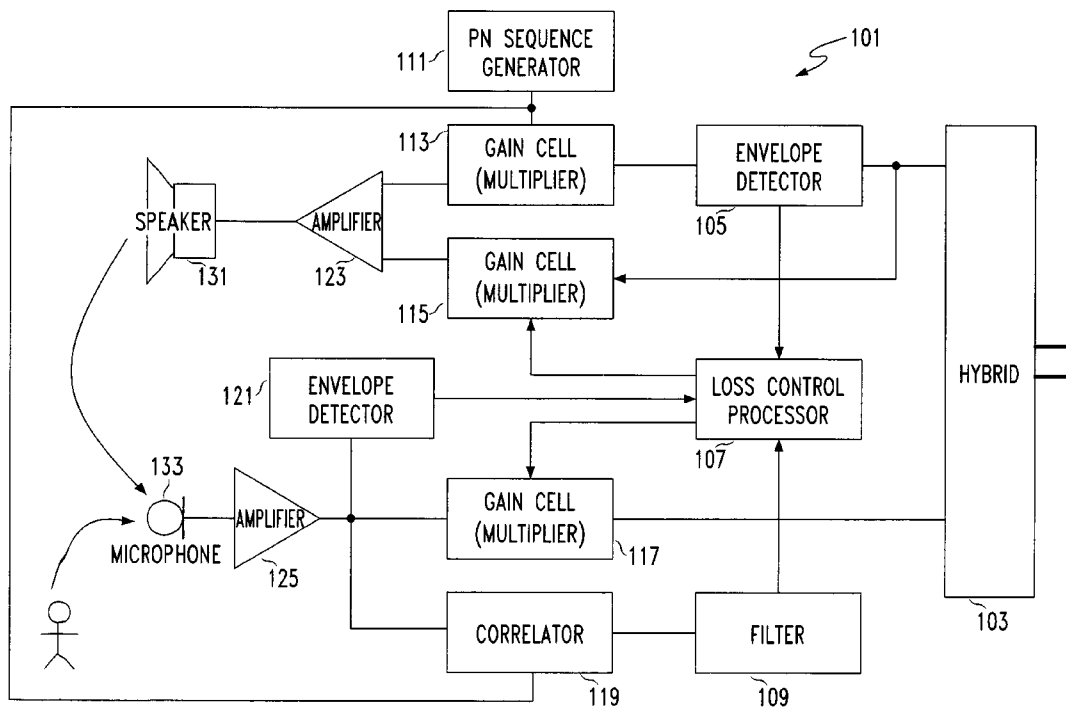 PN SEQUENCE
GENERATOR
111
101
113
GAIN CELL
(MULTIPLIER)
ENVELOPE
DETECTOR
105
SPEAKER
131
AMPLIFIER
123
GAIN CELL
(MULTIPLIER)
115
121
ENVELOPE
DETECTOR
LOSS CONTROL
PROCESSOR
107
HYBRID
103
133
MICROPHONE
AMPLIFIER
125
GAIN CELL
(MULTIPLIER)
117
CORRELATOR
119
FILTER
109